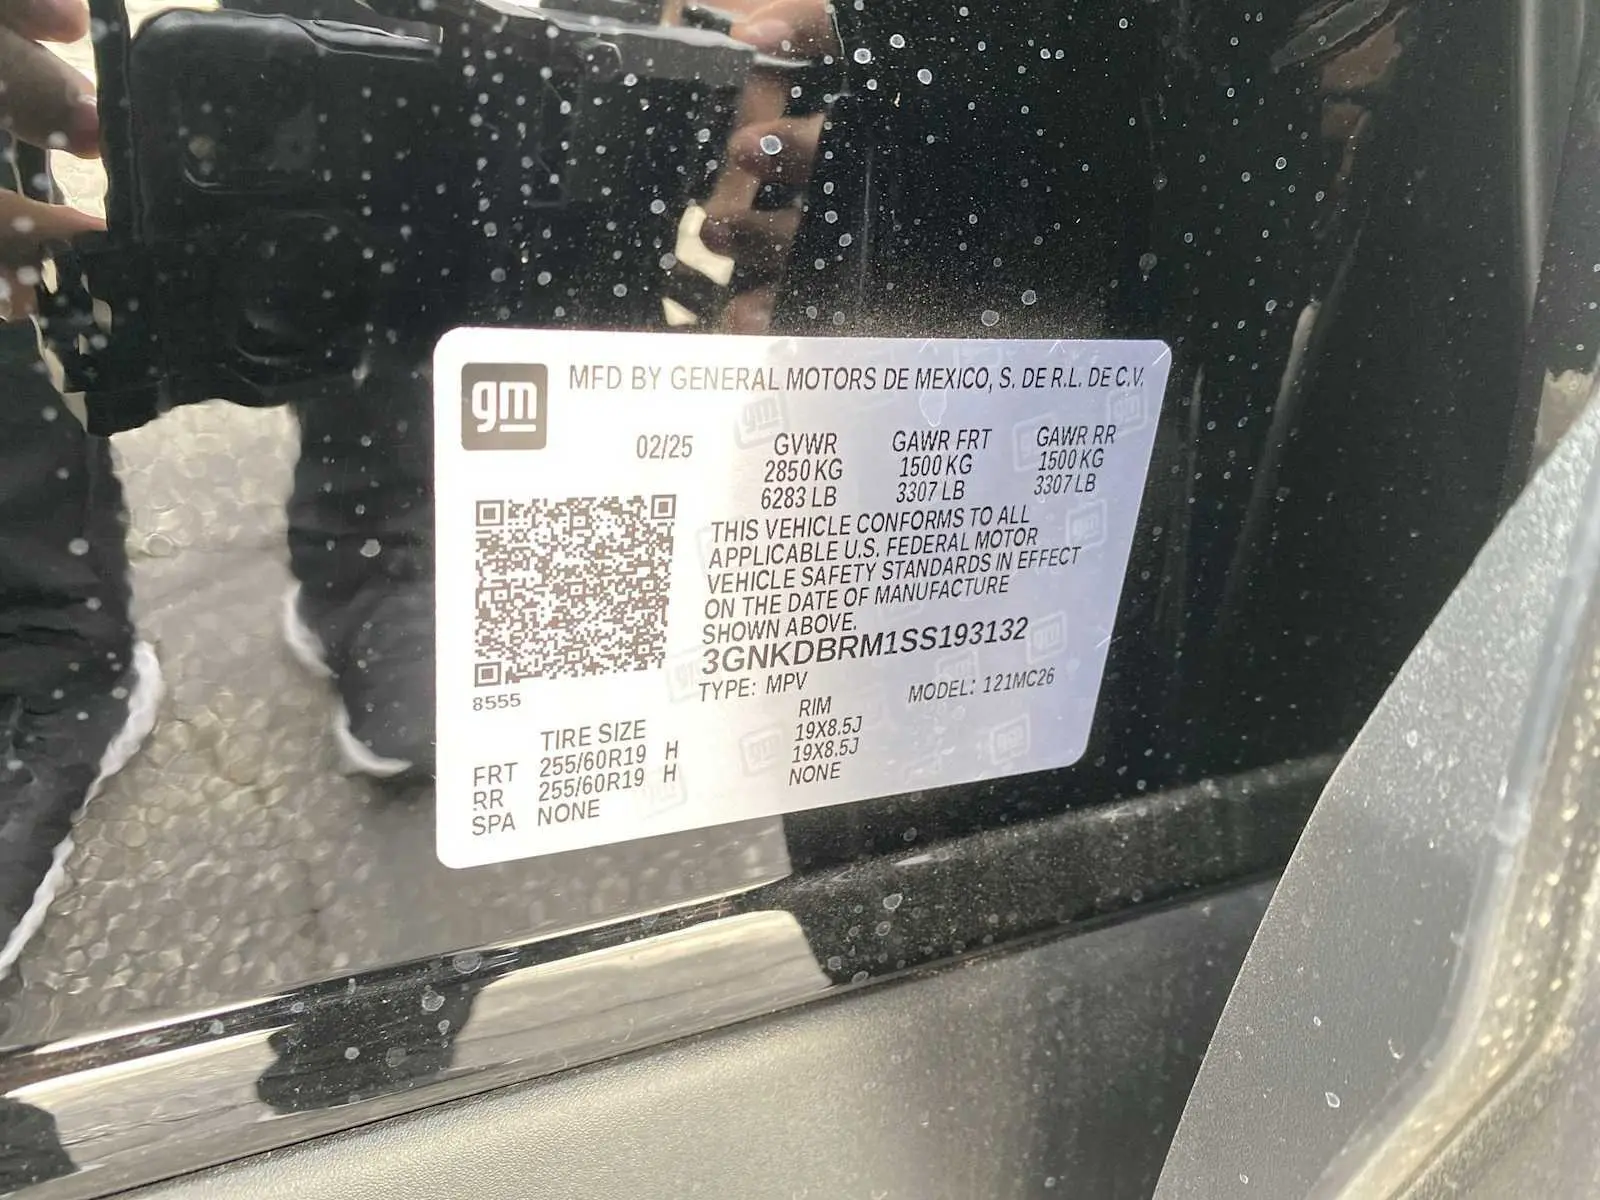 gm
MFD BY GENERAL MOTORS DE MEXICO, S. DE R.L. DE C.V.
02/25
GVWR GAWR FRT GAWR RR
2850 KG 1500 KG 1500 KG
6283 LB 3307 LB 3307 LB
THIS VEHICLE CONFORMS TO ALL
APPLICABLE U.S. FEDERAL MOTOR
VEHICLE SAFETY STANDARDS IN EFFECT
ON THE DATE OF MANUFACTURE
SHOWN ABOVE.
3GNKDBRM1SS193132
TYPE: MPV MODEL: 121MC26
8555
TIRE SIZE RIM
FRT 255/60R19 H 19X8.5J
RR 255/60R19 H 19X8.5J
SPA NONE NONE